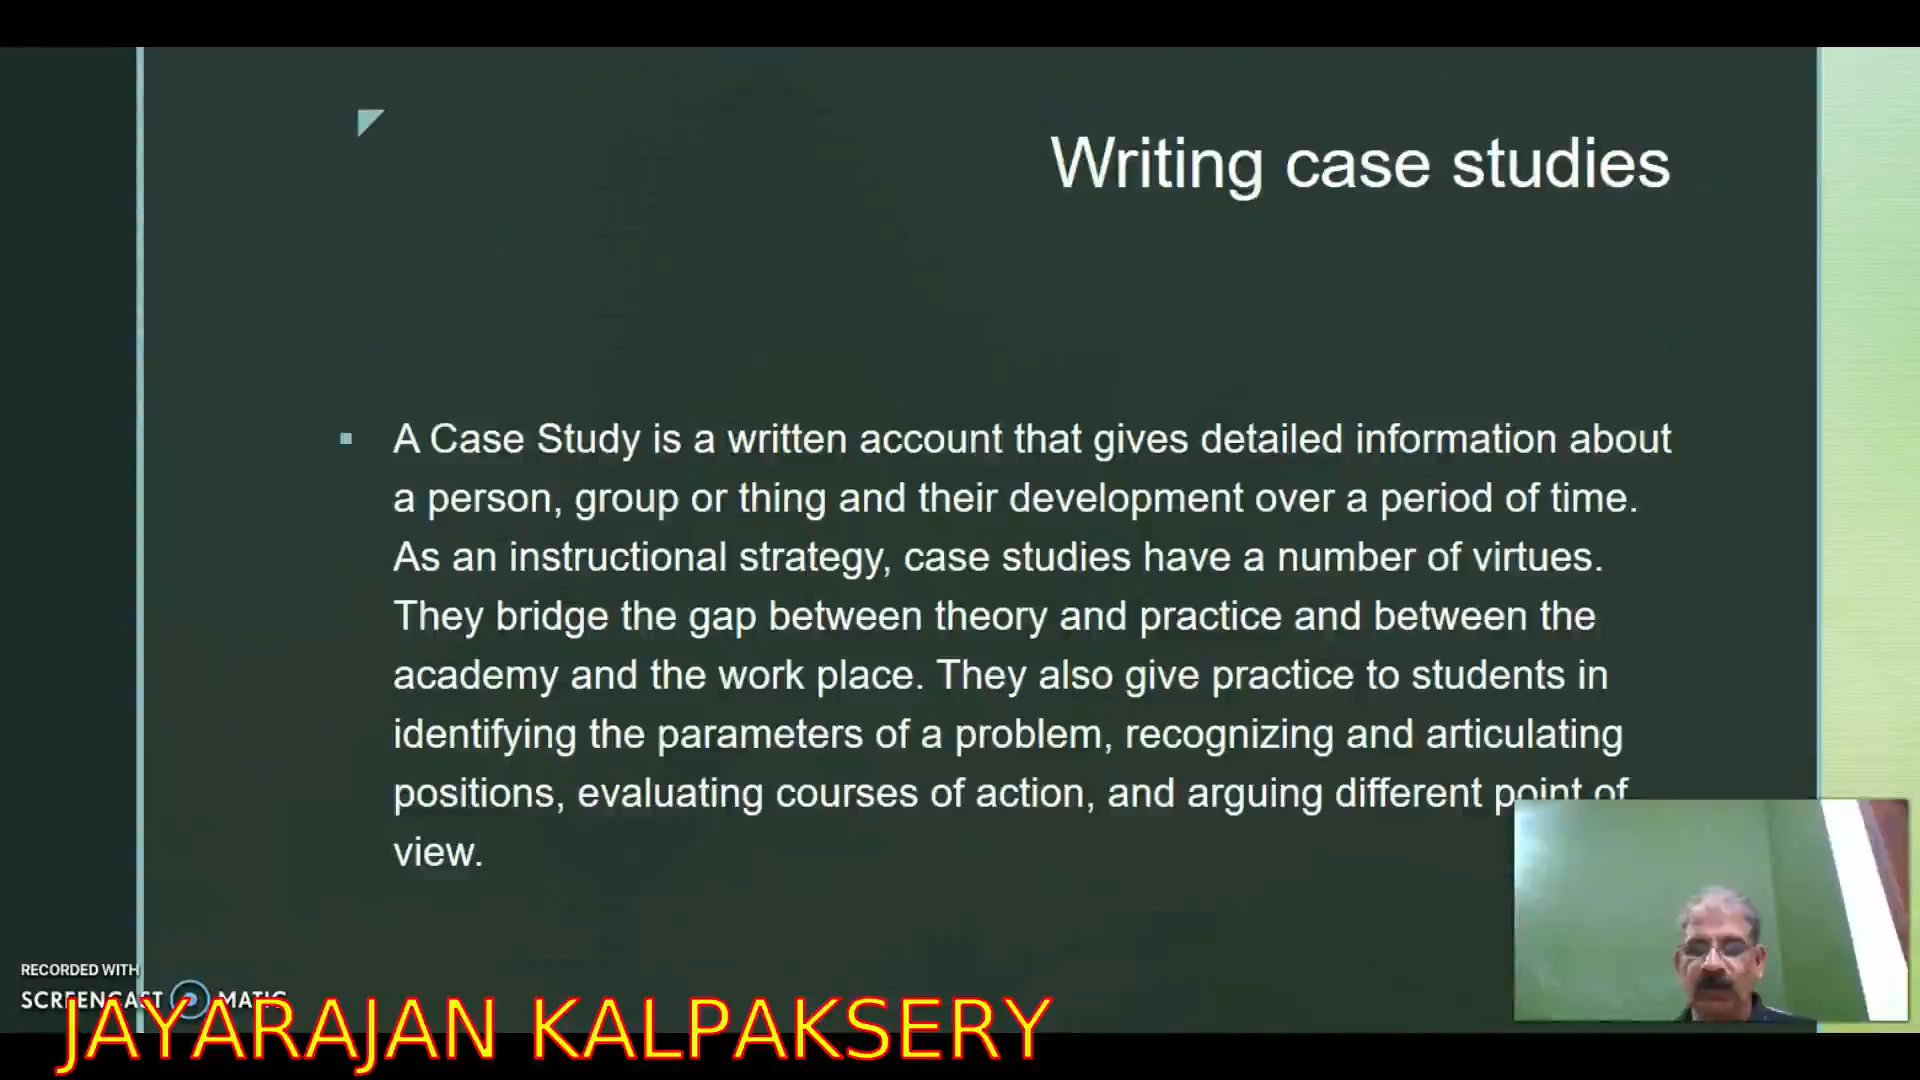 Writing case studies
A Case Study is a written account that gives detailed information about
a person, group or thing and their development over a period of time.
As an instructional strategy, case studies have a number of virtues.
They bridge the gap between theory and practice and between the
academy and the work place. They also give practice to students in
identifying the parameters of a problem, recognizing and articulating
positions, evaluating courses of action, and arguing different point of
view.
RECORDED WITH
SCREENCAST MATIC
JAYARAJAN KALPAKSERY